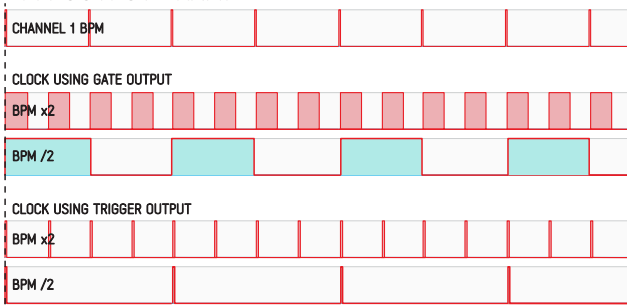 CHANNEL 1 BPM
CLOCK USING GATE OUTPUT
BPM x2
BPM /2
CLOCK USING TRIGGER OUTPUT
BPM x2
BPM /2